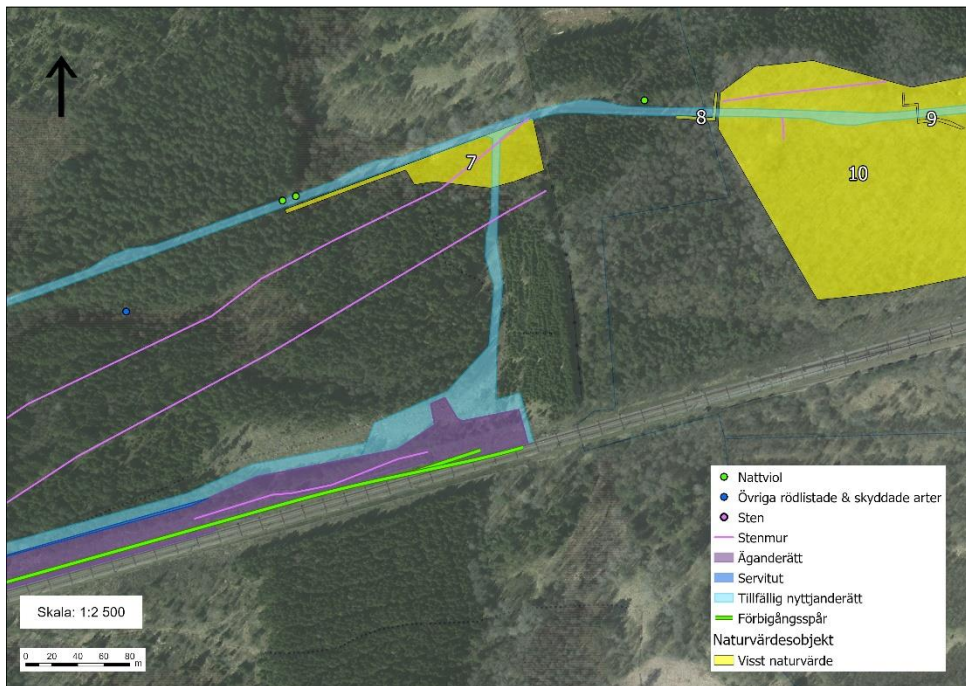 8
9
7
10
Nattviol
Övriga rödlistade & skyddade arter
Sten
Stenmur
Äganderätt
Servitut
Tillfällig nyttjanderätt
Förbigångsspår
Naturvärdesobjekt
Visst naturvärde
Skala: 1:2 500
0 20 40 60 80
m